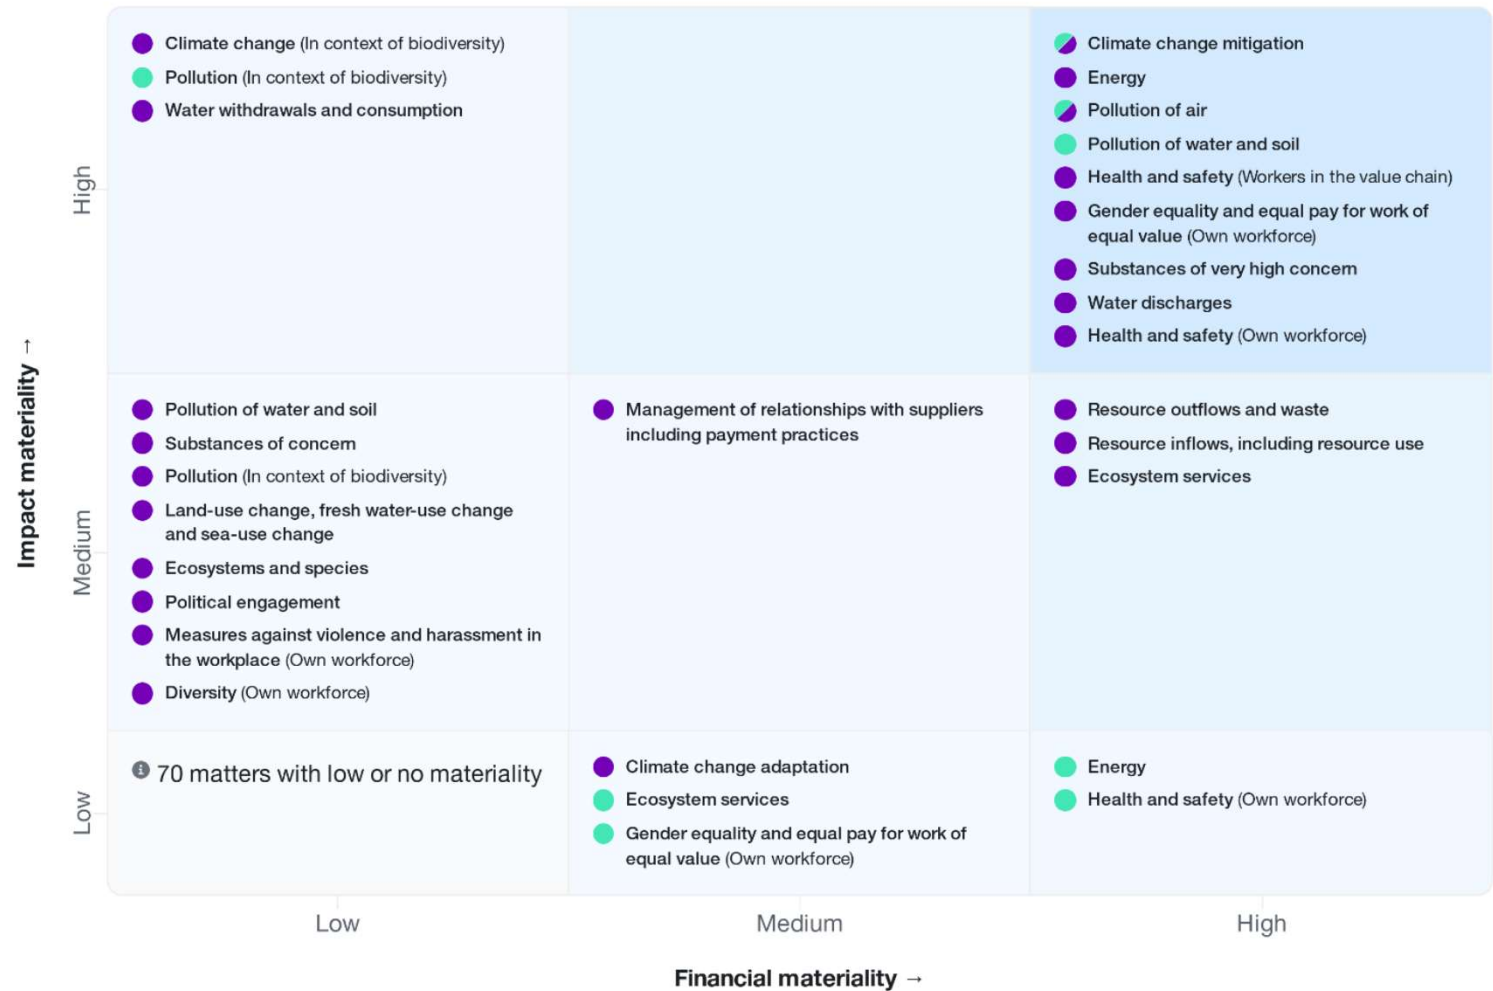 Climate change (In context of biodiversity)
Pollution (In context of biodiversity)
Water withdrawals and consumption
Climate change mitigation
Energy
Pollution of air
Pollution of water and soil
Health and safety (Workers in the value chain)
Gender equality and equal pay for work of
equal value (Own workforce)
Substances of very high concern
Water discharges
Health and safety (Own workforce)
High
Pollution of water and soil
Substances of concern
Pollution (In context of biodiversity)
Land-use change, fresh water-use change
and sea-use change
Ecosystems and species
Political engagement
Measures against violence and harassment in
the workplace (Own workforce)
Diversity (Own workforce)
Management of relationships with suppliers
including payment practices
Resource outflows and waste
Resource inflows, including resource use
Ecosystem services
Medium
Impact materiality →
70 matters with low or no materiality
Climate change adaptation
Ecosystem services
Gender equality and equal pay for work of
equal value (Own workforce)
Energy
Health and safety (Own workforce)
Low
Low
Medium
High
Financial materiality →